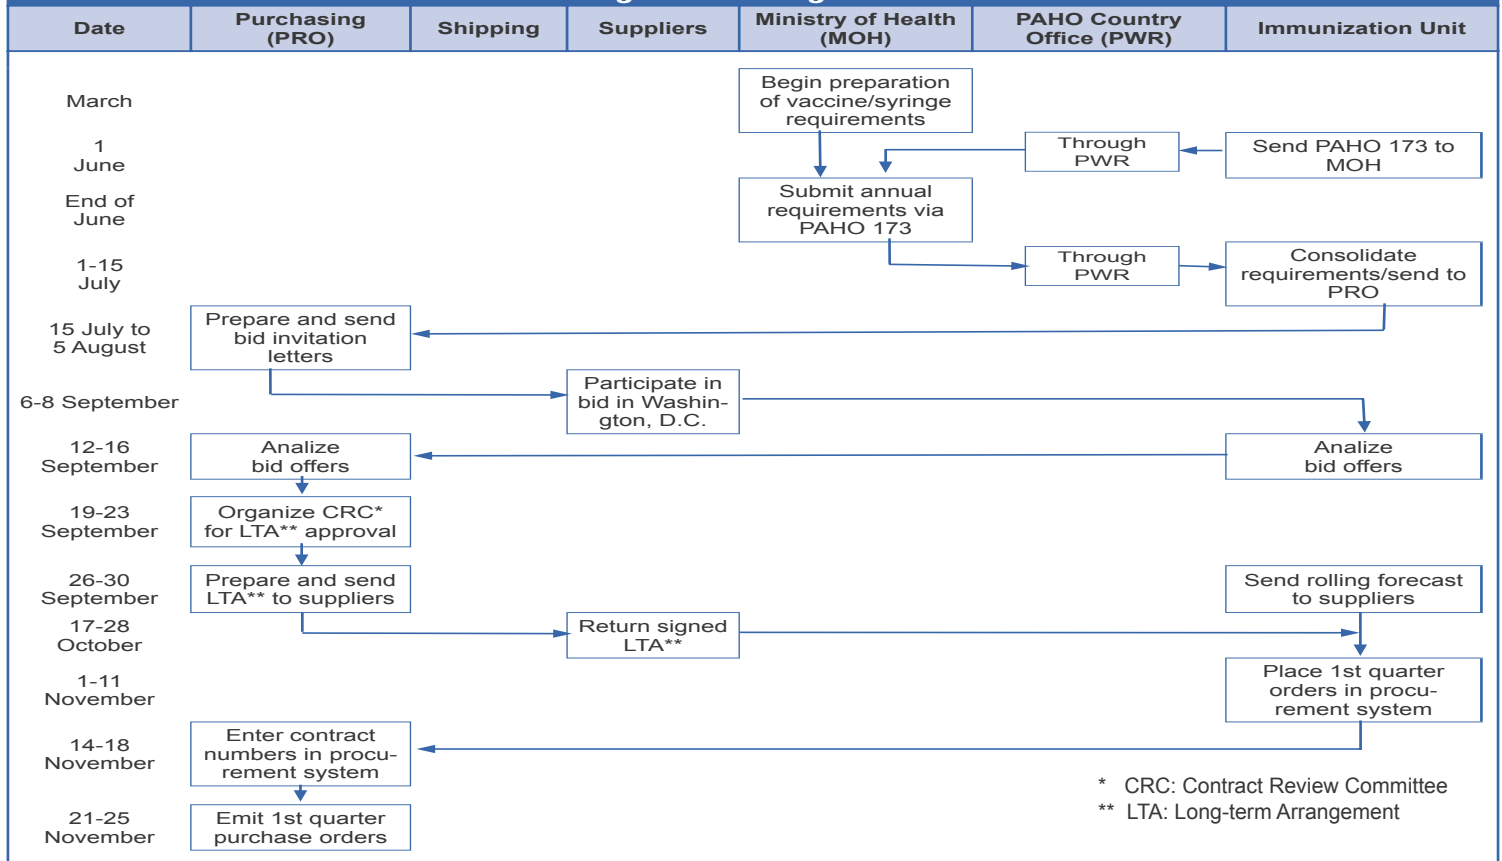 Date
Purchasing
(PRO)
Shipping
Suppliers
Ministry of Health
(MOH)
PAHO Country
Office (PWR)
Immunization Unit
March
Begin preparation
of vaccine/syringe
requirements
1
June
Through
PWR
Send PAHO 173 to
MOH
End of
June
Submit annual
requirements via
PAHO 173
1-15
July
Through
PWR
Consolidate
requirements/send to
PRO
15 July to
5 August
Prepare and send
bid invitation
letters
6-8 September
Participate in
bid in Washin-
gton, D.C.
12-16
September
Analize
bid offers
Analize
bid offers
19-23
September
Organize CRC*
for LTA** approval
26-30
September
Prepare and send
LTA** to suppliers
Send rolling forecast
to suppliers
17-28
October
Return signed
LTA**
1-11
November
Place 1st quarter
orders in procu-
rement system
14-18
November
Enter contract
numbers in procu-
rement system
* CRC: Contract Review Committee
** LTA: Long-term Arrangement
21-25
November
Emit 1st quarter
purchase orders